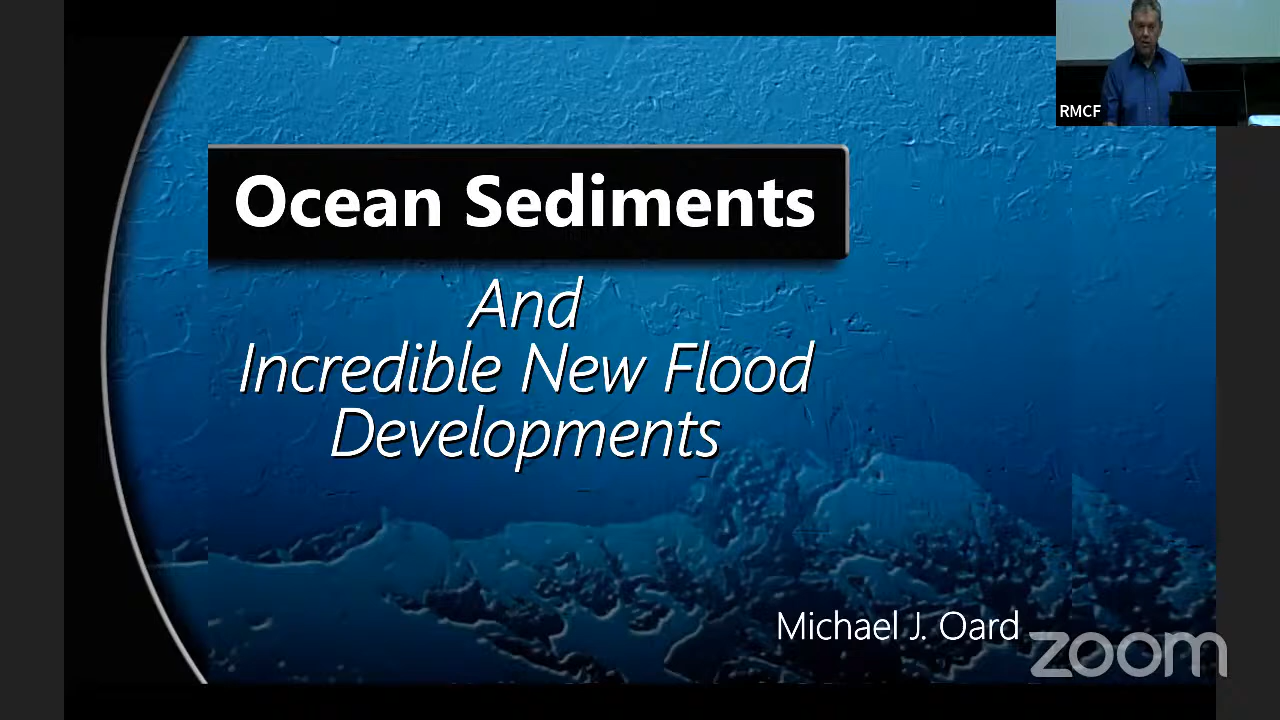 RMCF
Ocean Sediments
And
Incredible New Flood
Developments
Michael J. Oard
zoom